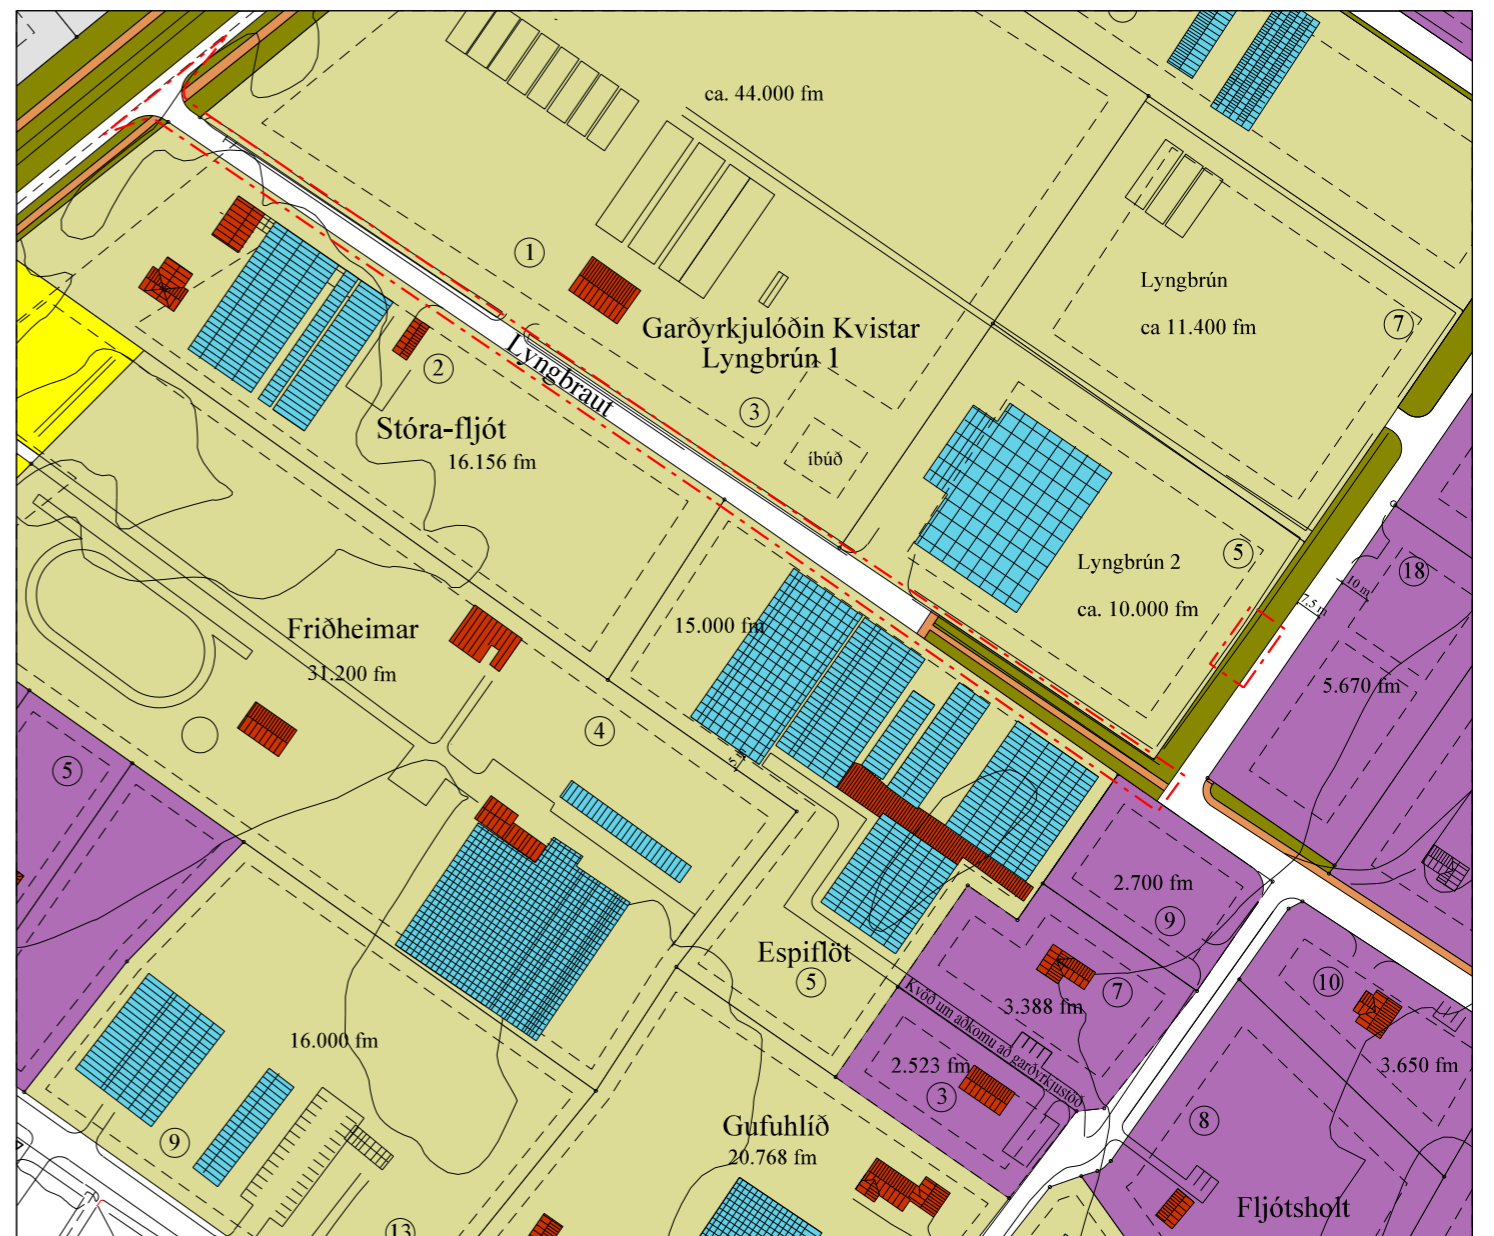 ca. 44.000 fm
1
Garðyrkjulóðin Kvistar
Lyngbrún 1
Lyngbrún
ca 11.400 fm
7
Lyngbraut
2
Stóra-fljót
16.156 fm
3
íbúð
Lyngbrún 2
ca. 10.000 fm
5
18
10 m
7.5 m
15.000 fm
Friðheimar
31.200 fm
4
5
5.670 fm
2.700 fm
9
Espiflöt
5
Kvöð um aðkomu að garðyrkjustöð
3.388 fm
7
2.523 fm
3
10
3.650 fm
8
Fljótsholt
16.000 fm
9
Gufuhlíð
20.768 fm
13